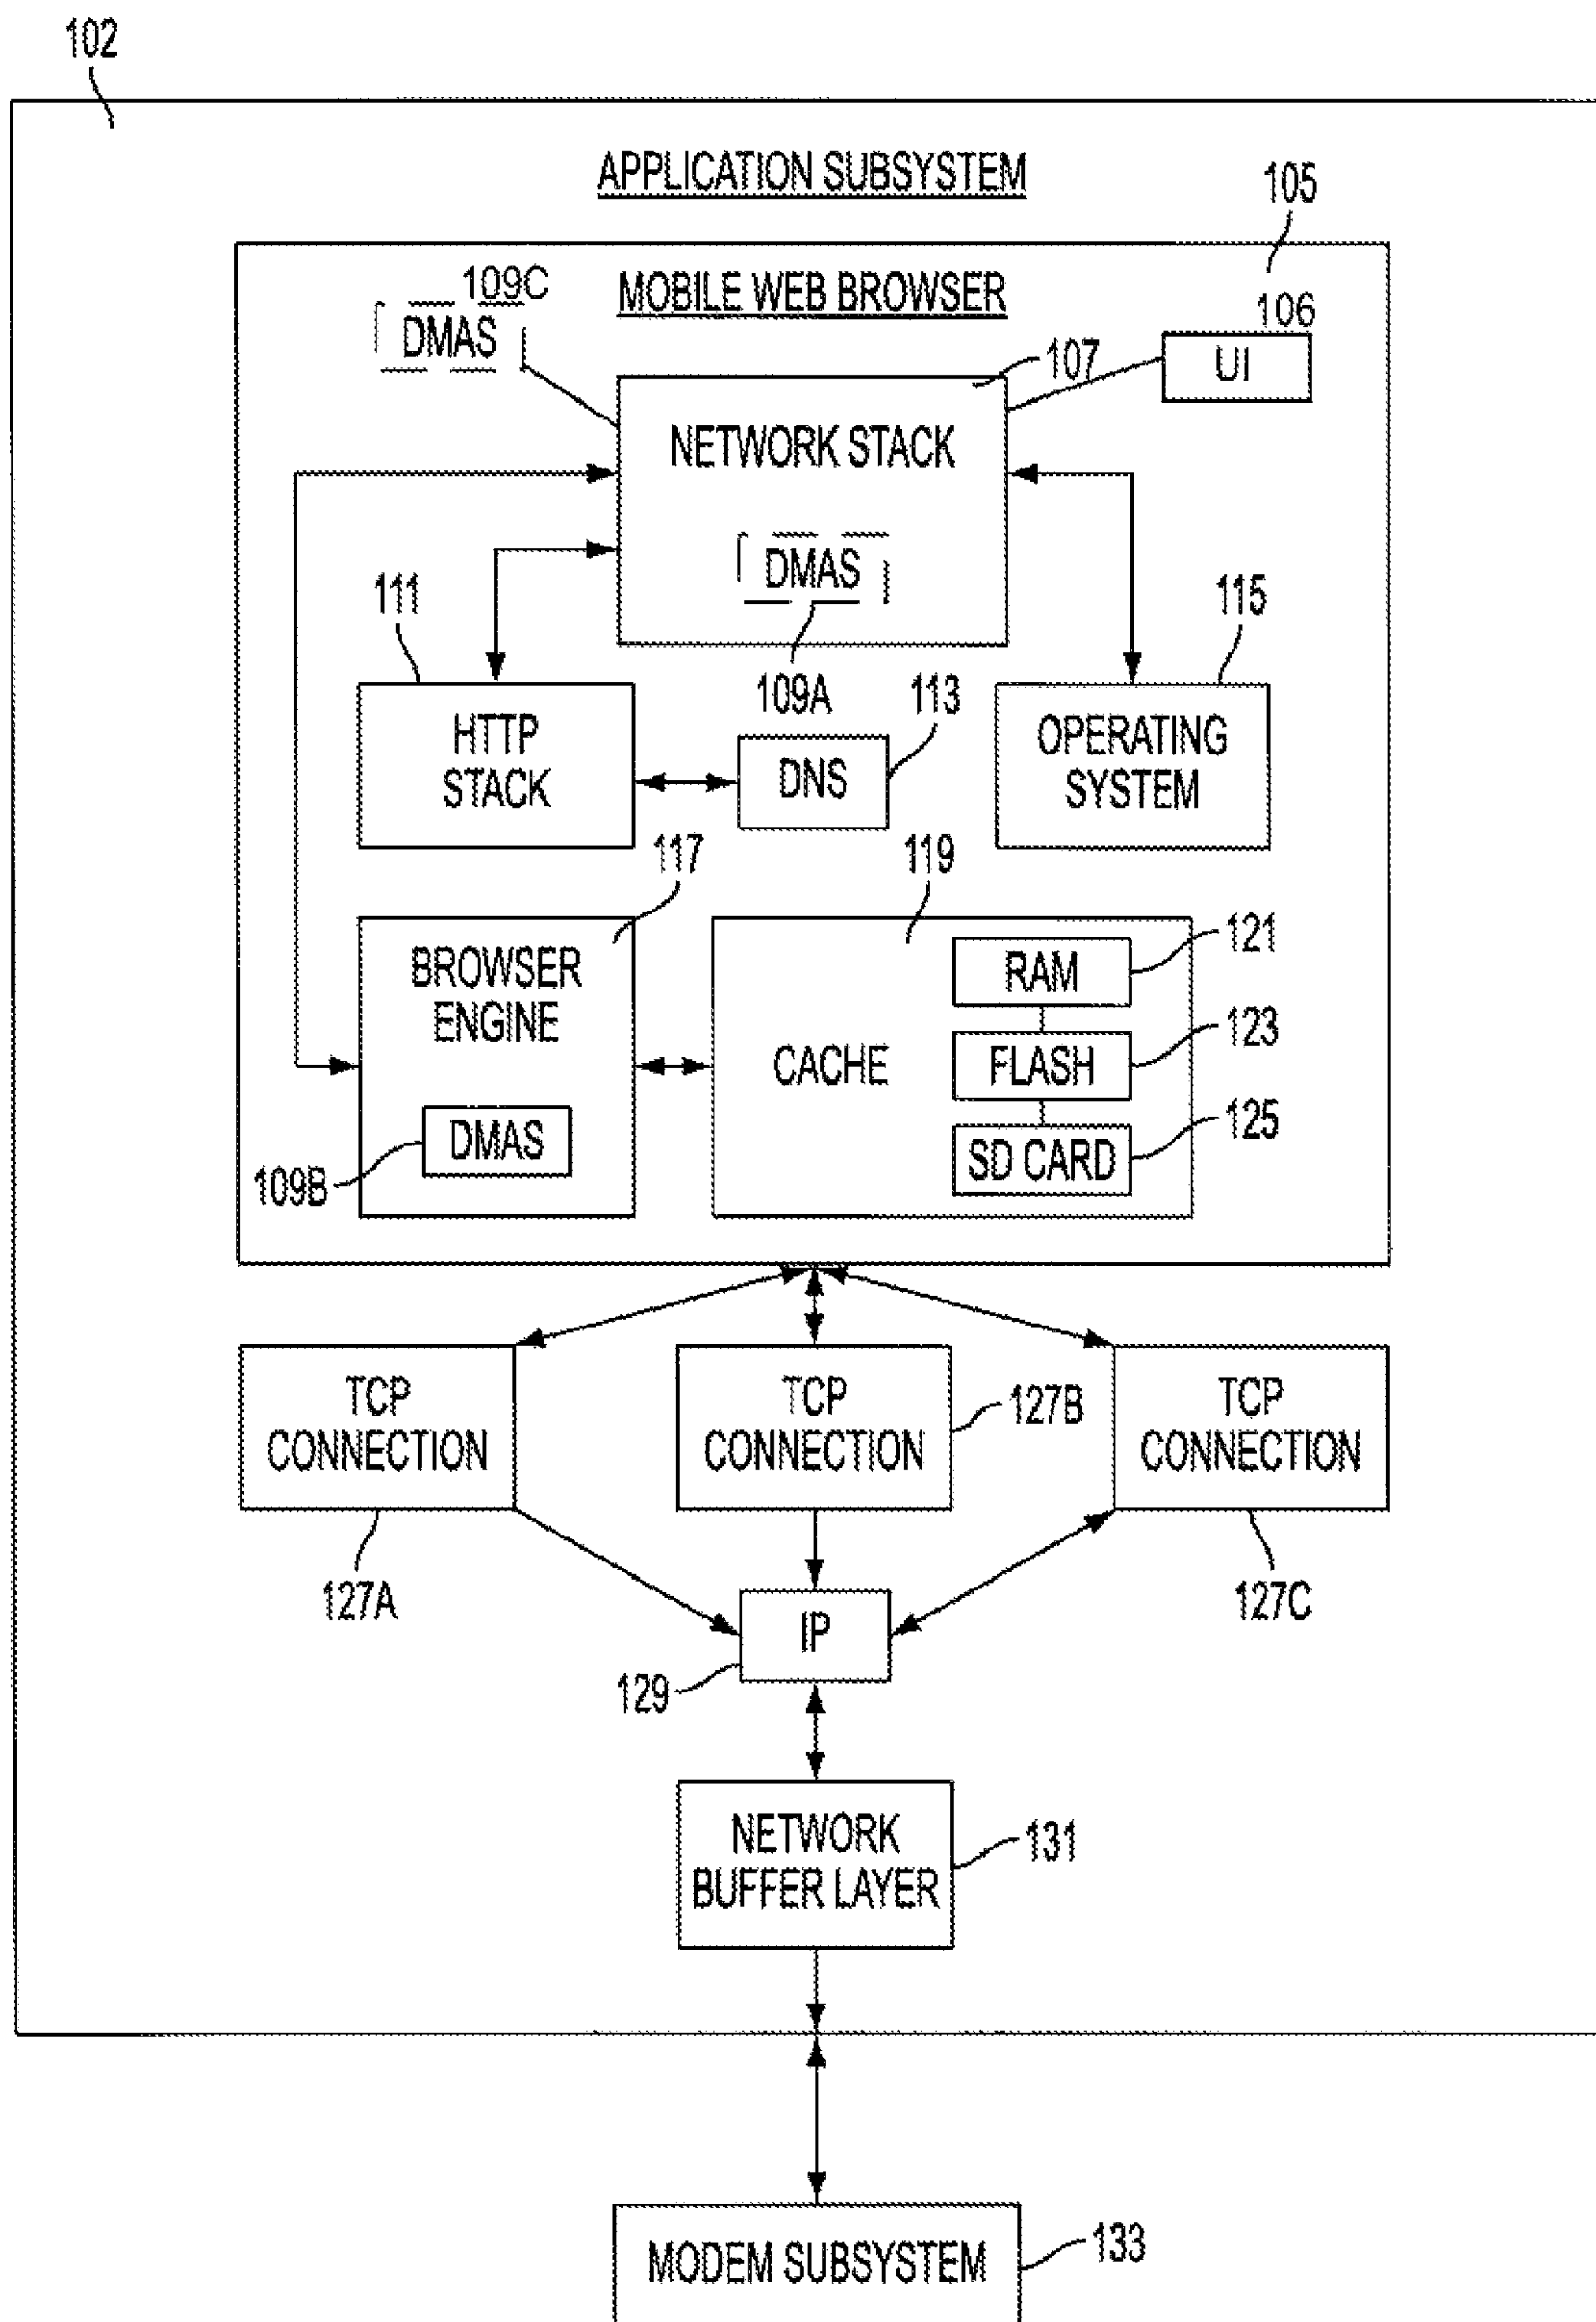 102
APPLICATION SUBSYSTEM
105
109C
MOBILE WEB BROWSER
106
DMAS
107
UI
NETWORK STACK
DMAS
111
115
109A
113
HTTP
STACK
DNS
OPERATING
SYSTEM
117
119
BROWSER
ENGINE
RAM
121
CACHE
FLASH
123
DMAS
SD CARD
125
109B
TCP
CONNECTION
TCP
CONNECTION
127B
TCP
CONNECTION
127A
IP
127C
129
NETWORK
BUFFER LAYER
131
MODEM SUBSYSTEM
133